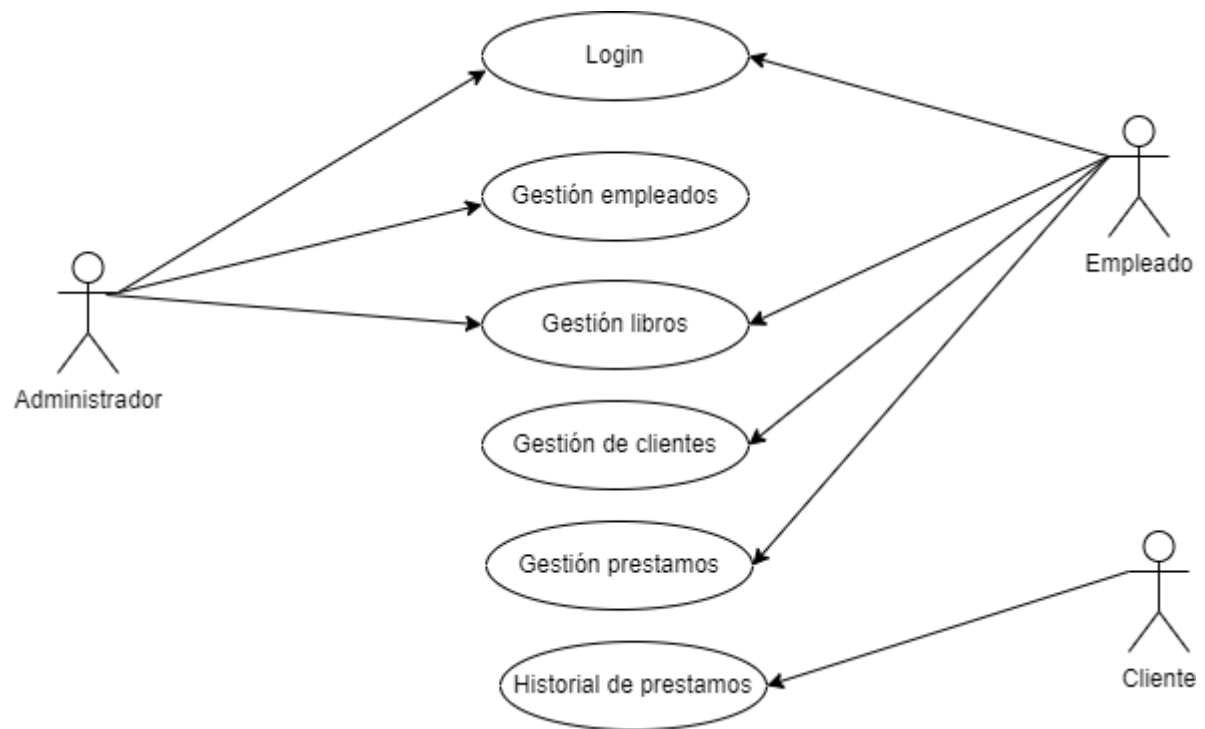 Login
Gestión empleados
Empleado
Gestión libros
Administrador
Gestión de clientes
Gestión prestamos
Historial de prestamos
Cliente